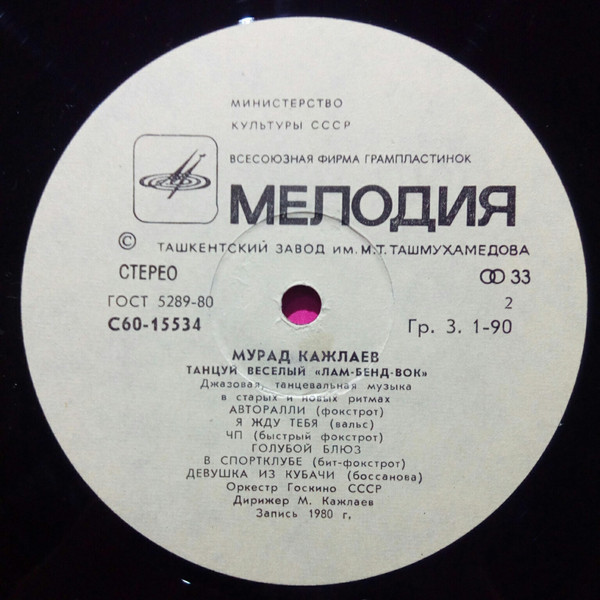 МИНИСТЕРСТВО
КУЛЬТУРЫ СССР
ВСЕСОЮЗНАЯ ФИРМА ГРАМПЛАСТИНОК
МЕЛОДИЯ
© ТАШКЕНТСКИЙ ЗАВОД ИМ. М.Т. ТАШМУХАМЕДОВА
СТЕРЕО 33
ГОСТ 5289-80 2
С60-15534 Гр. 3. 1-90
МУРАД КАЖЛАЕВ
ТАНЦУЙ ВЕСЕЛЫЙ «ЛАМ-БЕНД-ВОК»
Джазовая, танцевальная музыка
в старых и новых ритмах
АВТОРАЛЛИ (фокстрот)
Я ЖДУ ТЕБЯ (вальс)
ЧП (быстрый фокстрот)
ГОЛУБОЙ БЛЮЗ
В СПОРТКЛУБЕ (бит-фокстрот)
ДЕВУШКА ИЗ КУБАЧИ (боссанова)
Оркестр Госкино СССР
Дирижер М. Кажлаев
Запись 1980 г,